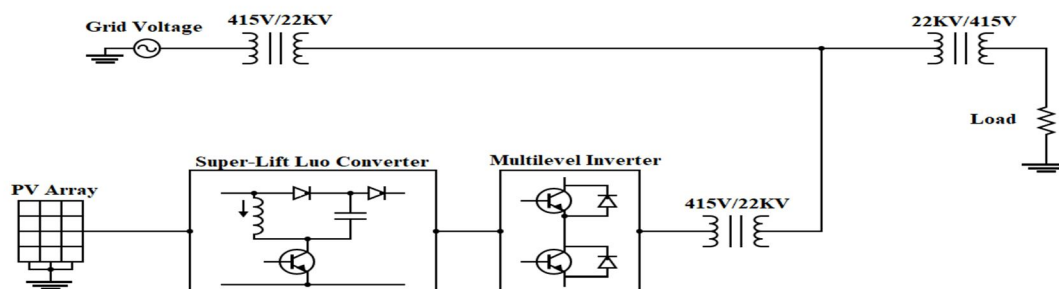 415V/22KV
22KV/415V
Grid Voltage
Load
Super-Lift Luo Converter
Multilevel Inverter
PV Array
415V/22KV